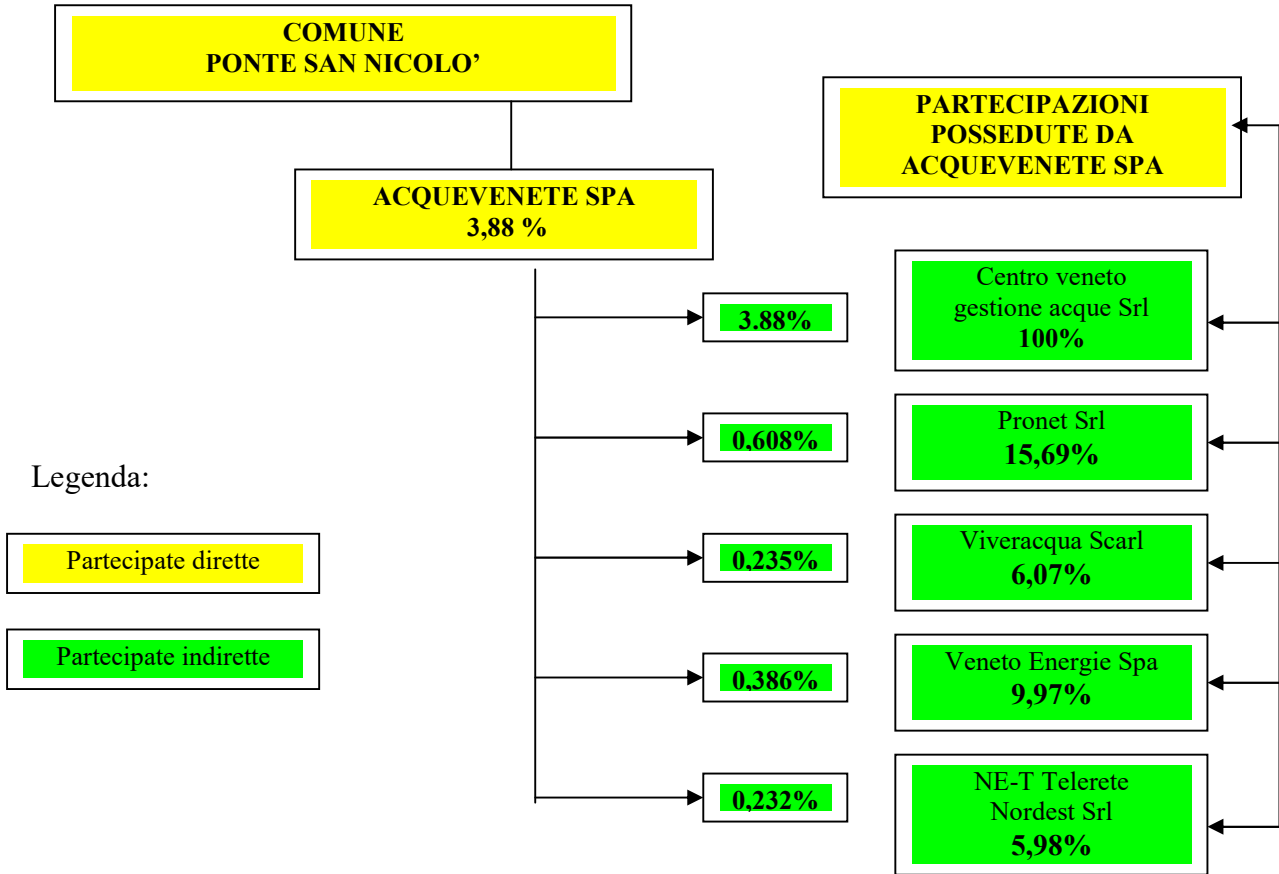 COMUNE
PONTE SAN NICOLO’
PARTECIPAZIONI
POSSEDUTE DA
ACQUEVENETE SPA
ACQUEVENETE SPA
3,88 %
3.88%
Centro veneto
gestione acque Srl
100%
0,608%
Pronet Srl
15,69%
Legenda:
Partecipate dirette
Partecipate indirette
0,235%
Viveracqua Scarl
6,07%
0,386%
Veneto Energie Spa
9,97%
0,232%
NE-T Telerete
Nordest Srl
5,98%